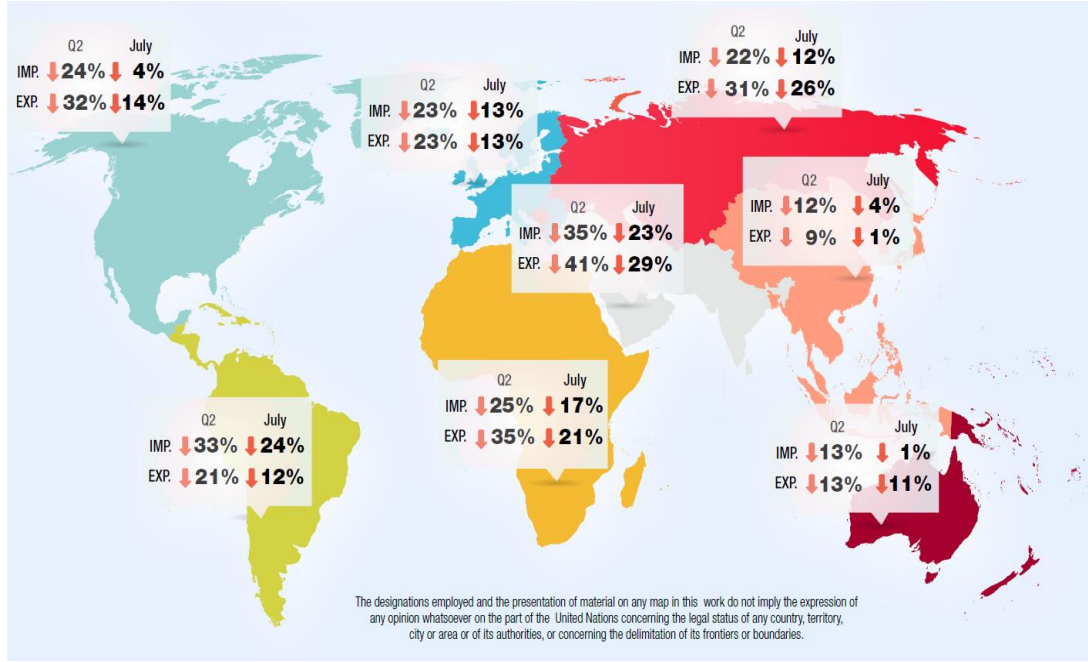 Q2 July
IMP. 24% 4%
EXP. 32% 14%
Q2 July
IMP. 23% 13%
EXP. 23% 13%
Q2 July
IMP. 22% 12%
EXP. 31% 26%
Q2 July
IMP. 35% 23%
EXP. 41% 29%
Q2 July
IMP. 12% 4%
EXP. 9% 1%
Q2 July
IMP. 33% 24%
EXP. 21% 12%
Q2 July
IMP. 25% 17%
EXP. 35% 21%
Q2 July
IMP. 13% 1%
EXP. 13% 11%
The designations employed and the presentation of material on any map in this work do not imply the expression of
any opinion whatsoever on the part of the United Nations concerning the legal status of any country, territory,
city or area or of its authorities, or concerning the delimitation of its frontiers or boundaries.